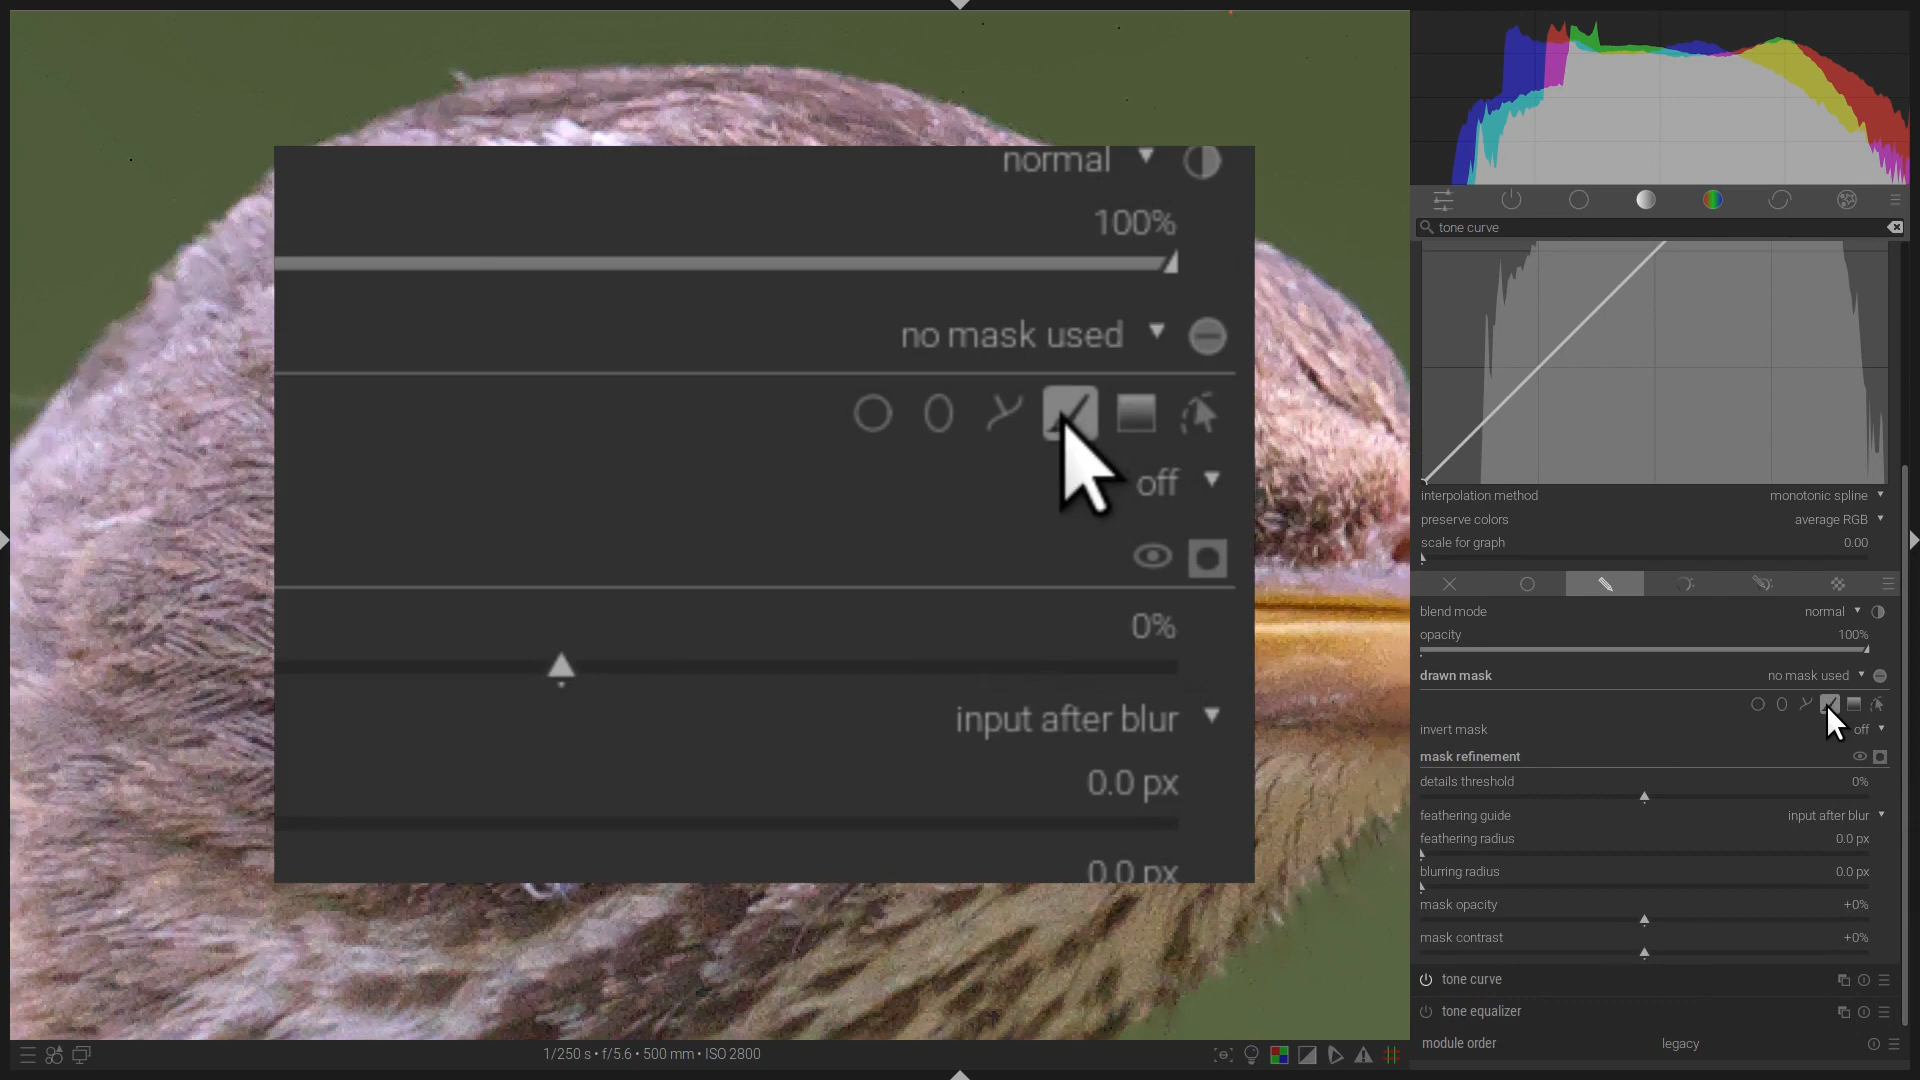 normal
100%
no mask used
off
0%
input after blur
0.0 px
0.0 px
tone curve
interpolation method monotonic spline
preserve colors average RGB
scale for graph 0.00
blend mode normal
opacity 100%
drawn mask no mask used
invert mask off
mask refinement
details threshold 0%
feathering guide input after blur
feathering radius 0.0 px
blurring radius 0.0 px
mask opacity +0%
mask contrast +0%
tone curve
tone equalizer
module order legacy
1/250 s • f/5.6 • 500 mm • ISO 2800